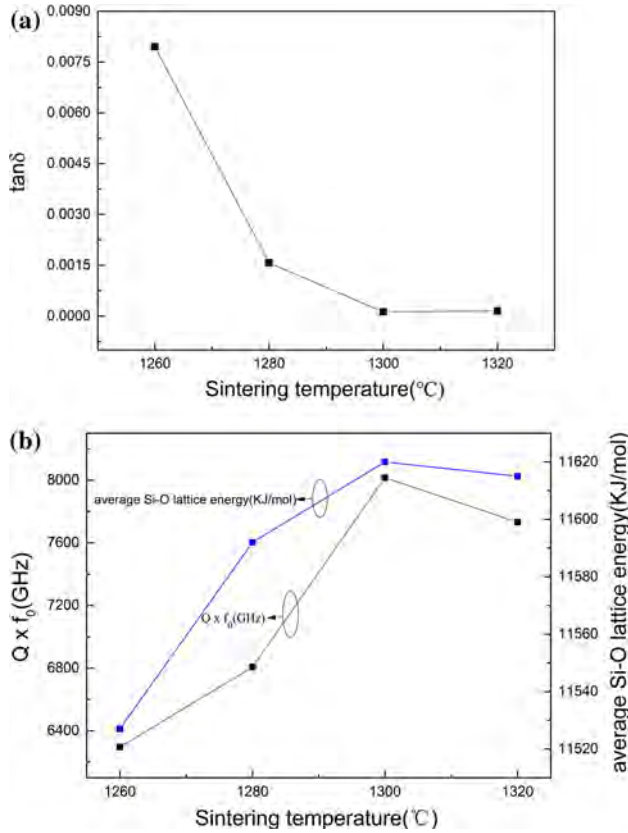 (a)
0.0090
0.0075
0.0060
0.0045
0.0030
0.0015
0.0000
tanδ
1260 1280 1300 1320
Sintering temperature(°C)
(b)
8000
7600
7200
6800
6400
Q x f0(GHz)
average Si-O lattice energy(KJ/mol)
Q x f0(GHz)
11620
11600
11580
11560
11540
11520
average Si-O lattice energy(KJ/mol)
1260 1280 1300 1320
Sintering temperature(℃)